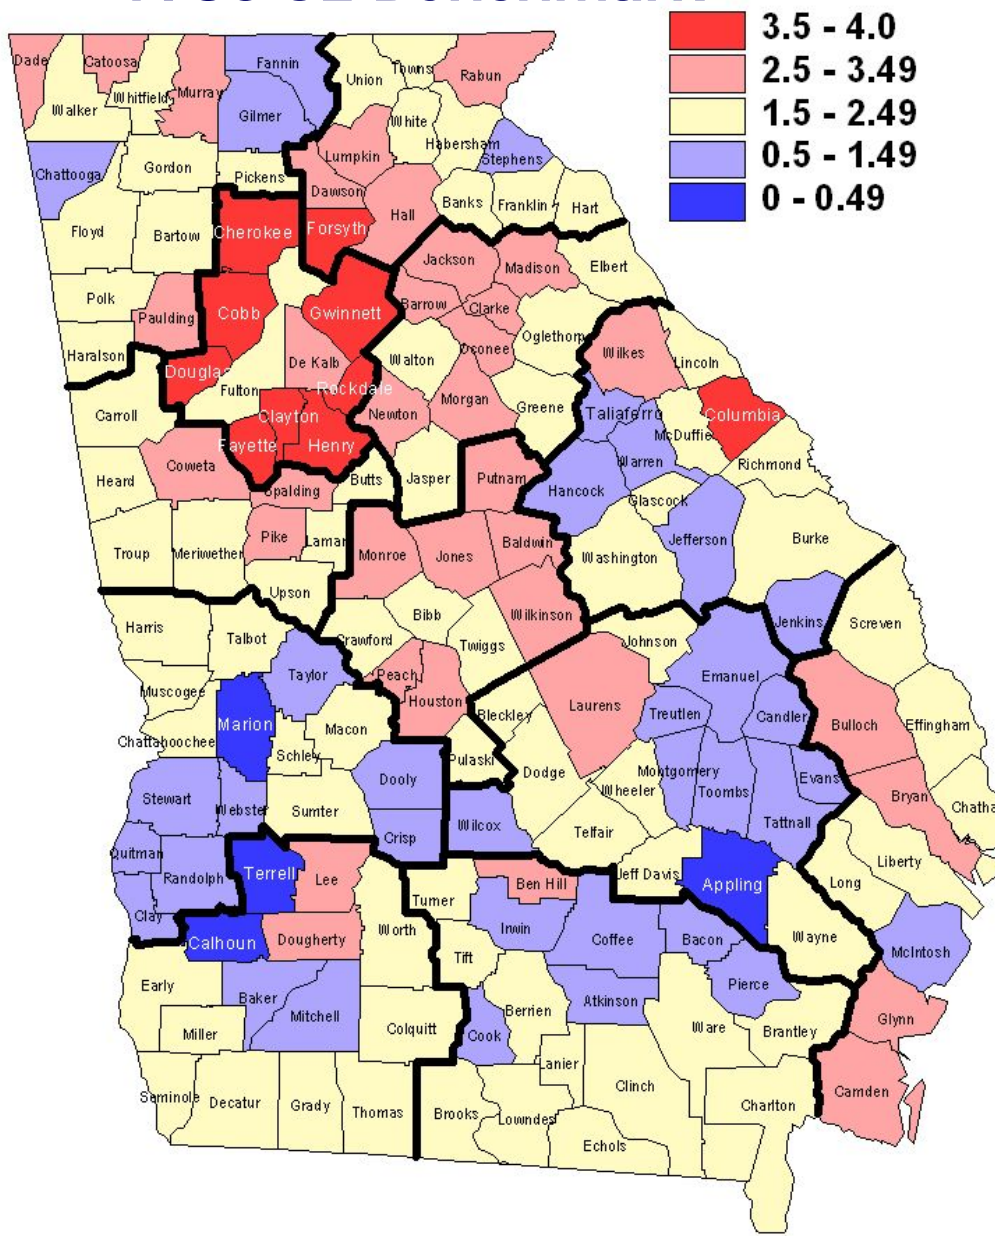 3.5 - 4.0
2.5 - 3.49
1.5 - 2.49
0.5 - 1.49
0 - 0.49
Dade
Catoosa
Whitfield
Murray
Walker
Fannin
Gilmer
Union
Towns
Rabun
White
Habersham
Stephens
Chattooga
Gordon
Pickens
Lumpkin
Dawson
Hall
Banks
Franklin
Hart
Floyd
Bartow
Cherokee
Forsyth
Jackson
Madison
Elbert
Polk
Paulding
Cobb
Gwinnett
Barrow
Clarke
Oconee
Oglethorp
Haralson
Douglas
Fulton
De Kalb
Rockdale
Walton
Wilkes
Lincoln
Carroll
Clayton
Fayette
Henry
Newton
Morgan
Greene
Taliaferro
McDuffie
Columbia
Heard
Coweta
Spalding
Butts
Jasper
Putnam
Hancock
Warren
Richmond
Glascock
Troup
Meriwether
Pike
Lamar
Monroe
Jones
Baldwin
Washington
Jefferson
Burke
Upson
Bibb
Wilkinson
Jenkins
Screven
Harris
Talbot
Taylor
Crawford
Twiggs
Johnson
Emanuel
Muscogee
Marion
Peach
Houston
Bleckley
Laurens
Treutlen
Candler
Bulloch
Effingham
Chattahoochee
Schley
Macon
Dooly
Pulaski
Dodge
Montgomery
Wheeler
Toombs
Evans
Bryan
Chatha
Stewart
Webster
Sumter
Crisp
Wilcox
Telfair
Tattnall
Quitman
Randolph
Terrell
Lee
Ben Hill
Jeff Davis
Appling
Long
Liberty
Clay
Calhoun
Dougherty
Worth
Turner
Irwin
Coffee
Bacon
Wayne
McIntosh
Early
Baker
Mitchell
Tift
Pierce
Miller
Colquitt
Cook
Berrien
Atkinson
Ware
Brantley
Glynn
Seminole
Decatur
Grady
Thomas
Brooks
Lowndes
Lanier
Clinch
Echols
Charlton
Camden